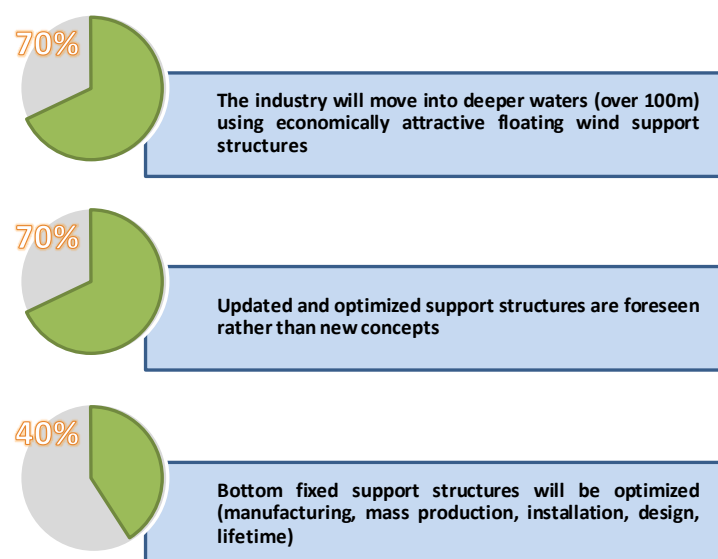 70%
The industry will move into deeper waters (over 100m)
using economically attractive floating wind support
structures
70%
Updated and optimized support structures are foreseen
rather than new concepts
40%
Bottom fixed support structures will be optimized
(manufacturing, mass production, installation, design,
lifetime)